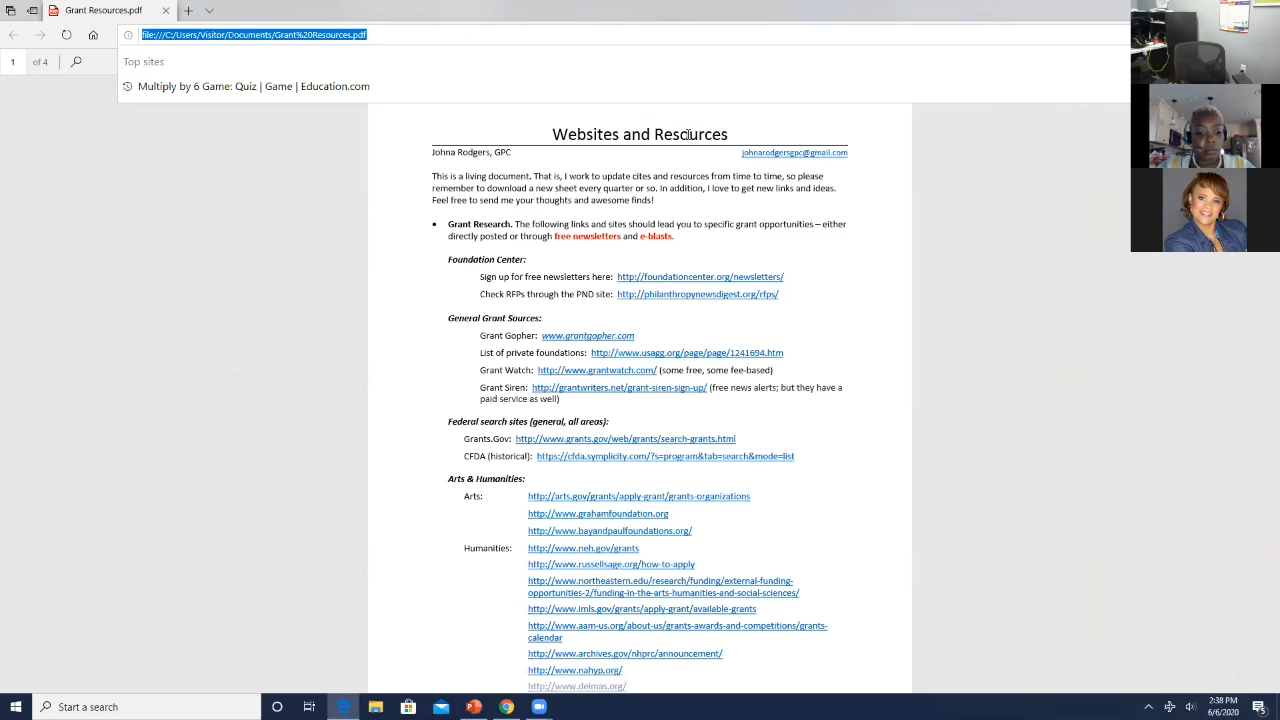 Grant Resources.pdf
file:///C:/Users/Visitor/Documents/Grant%20Resources.pdf
1 of 4
Top sites
Multiply by 6 Game: Quiz | Game | Education.com
Websites and Resources
Johna Rodgers, GPC johnarodgersgpc@gmail.com
This is a living document. That is, I work to update cites and resources from time to time, so please
remember to download a new sheet every quarter or so. In addition, I love to get new links and ideas.
Feel free to send me your thoughts and awesome finds!
• Grant Research. The following links and sites should lead you to specific grant opportunities – either
directly posted or through free newsletters and e-blasts.
Foundation Center:
Sign up for free newsletters here: http://foundationcenter.org/newsletters/
Check RFPs through the PND site: http://philanthropynewsdigest.org/rfps/
General Grant Sources:
Grant Gopher: www.grantgopher.com
List of private foundations: http://www.usagg.org/page/page/1241694.htm
Grant Watch: http://www.grantwatch.com/ (some free, some fee-based)
Grant Siren: http://grantwriters.net/grant-siren-sign-up/ (free news alerts; but they have a
paid service as well)
Federal search sites (general, all areas):
Grants.Gov: http://www.grants.gov/web/grants/search-grants.html
CFDA (historical): https://cfda.symplicity.com/?s=program&tab=search&mode=list
Arts & Humanities:
Arts: http://arts.gov/grants/apply-grant/grants-organizations
http://www.grahamfoundation.org
http://www.bayandpaulfoundations.org/
Humanities: http://www.neh.gov/grants
http://www.russellsage.org/how-to-apply
http://www.northeastern.edu/research/funding/external-funding-
opportunities-2/funding-in-the-arts-humanities-and-social-sciences/
http://www.imls.gov/grants/apply-grant/available-grants
http://www.aam-us.org/about-us/grants-awards-and-competitions/grants-
calendar
http://www.archives.gov/nhprc/announcement/
http://www.nahyp.org/
http://www.delmas.org/
Search
2:38 PM
6/6/2020